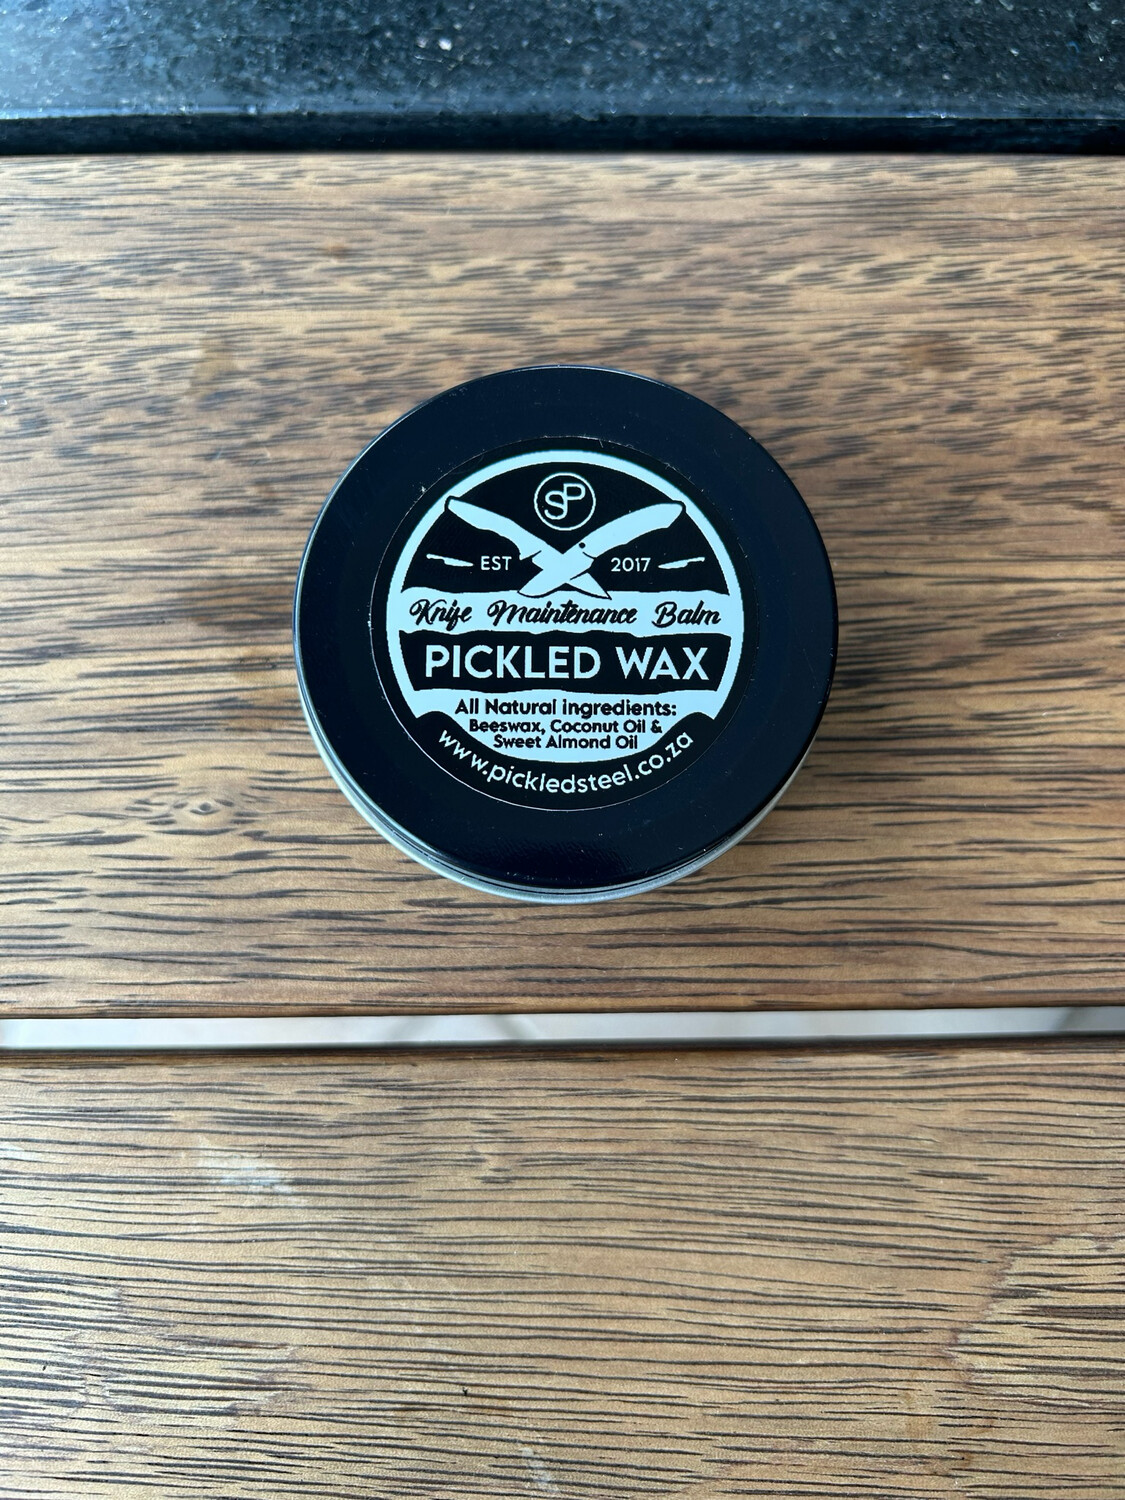 SP
EST 2017
Knife Maintenance Balm
PICKLED WAX
All Natural ingredients:
Beeswax, Coconut Oil &
Sweet Almond Oil
www.pickledsteel.co.za